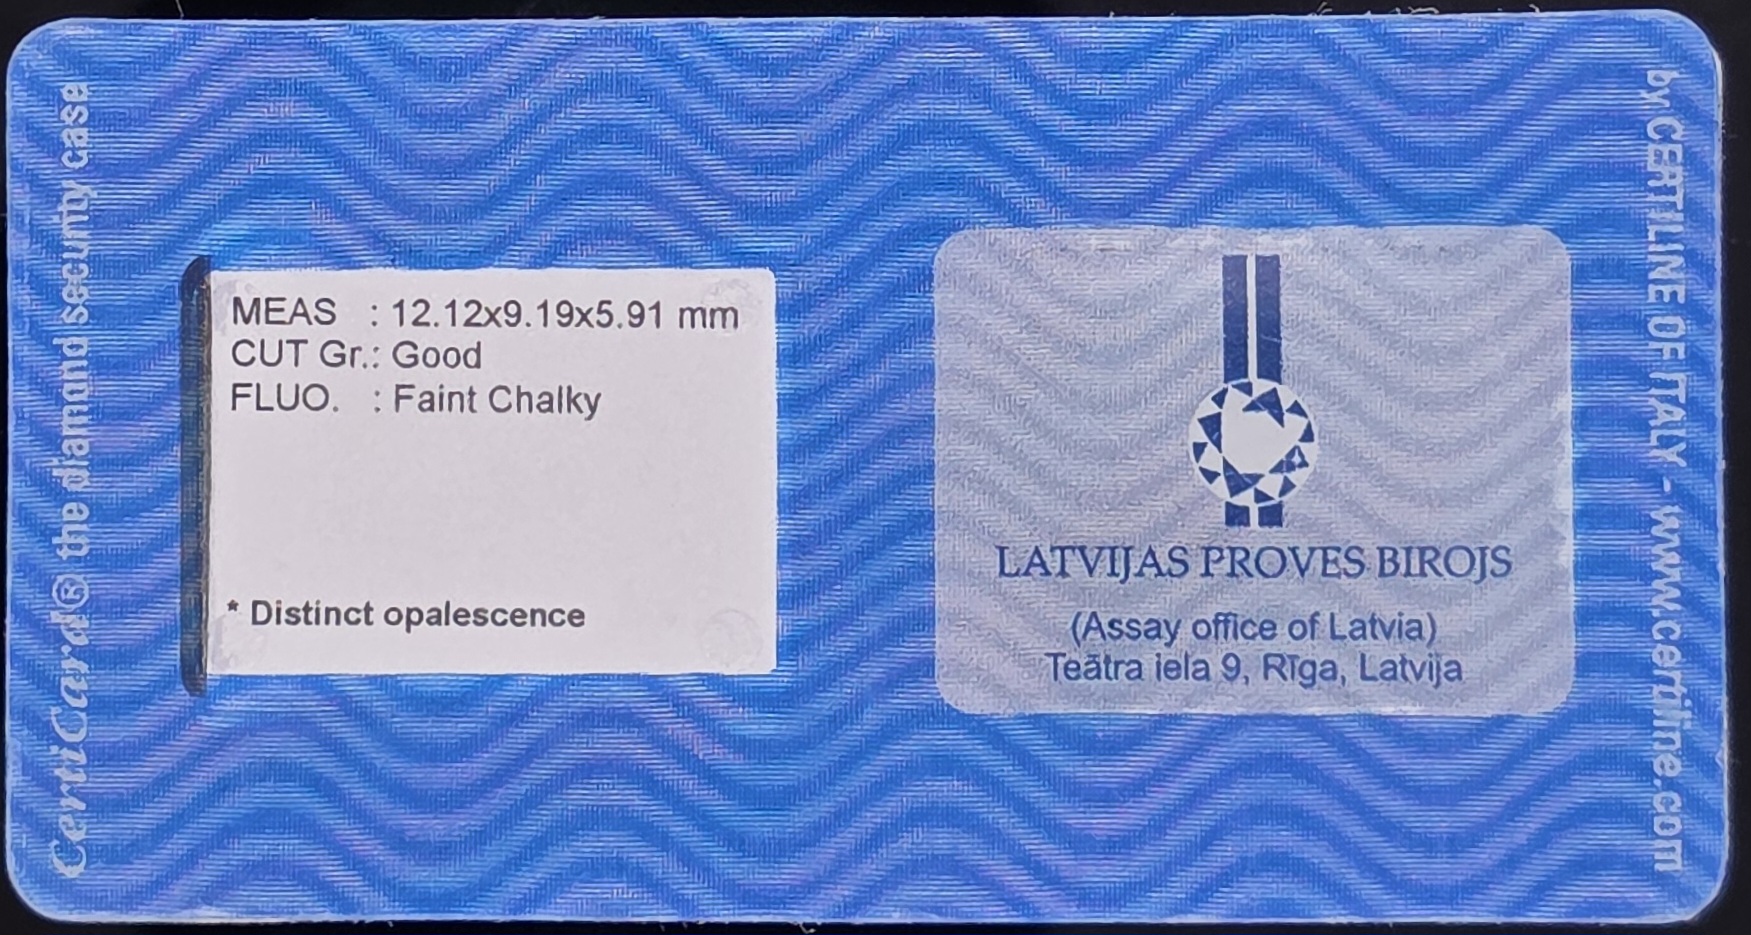 CertiCard® the diamond security case
MEAS : 12.12x9.19x5.91 mm
CUT Gr.: Good
FLUO. : Faint Chalky
* Distinct opalescence
LATVIJAS PROVES BIROJS
(Assay office of Latvia)
Teātra iela 9, Rīga, Latvija
by CERTILINE OF ITALY - www.certiline.com